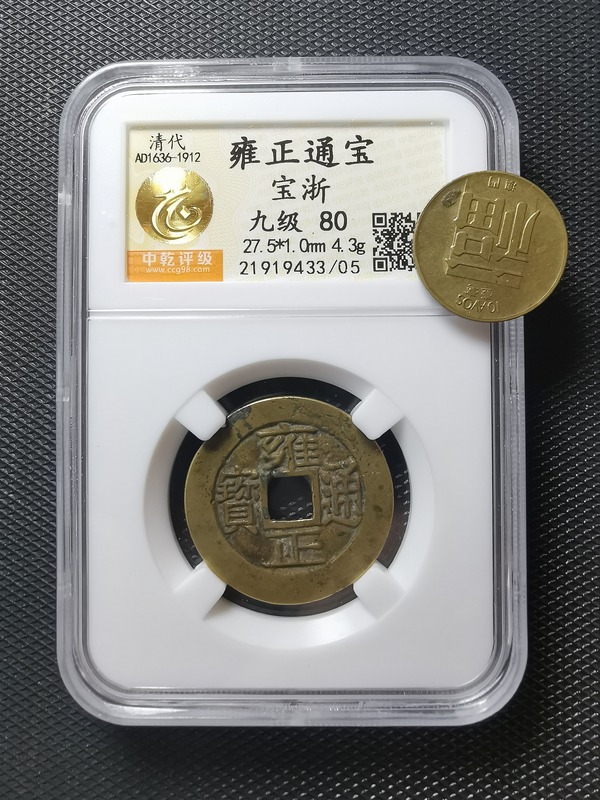 清代
AD1636-1912
雍正通宝
宝浙
九级 80
27.5*1.0mm 4.3g
21919433/05
中乾评级
www.ccg98.com
雍正通寶
福